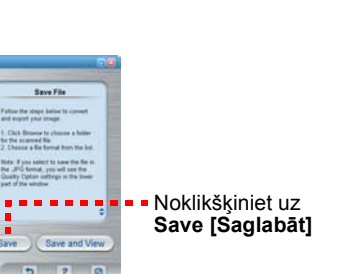 Save File
Follow the steps below to convert
and export your image:
1. Click Browse to choose a folder
for the scanned file.
2. Choose a file format from the list.
Note: If you select to save the file in
the .JPG format, you will see the
Quality Option settings in the lower
part of the window.
Save
Save and View
Noklikšķiniet uz
Save [Saglabāt]